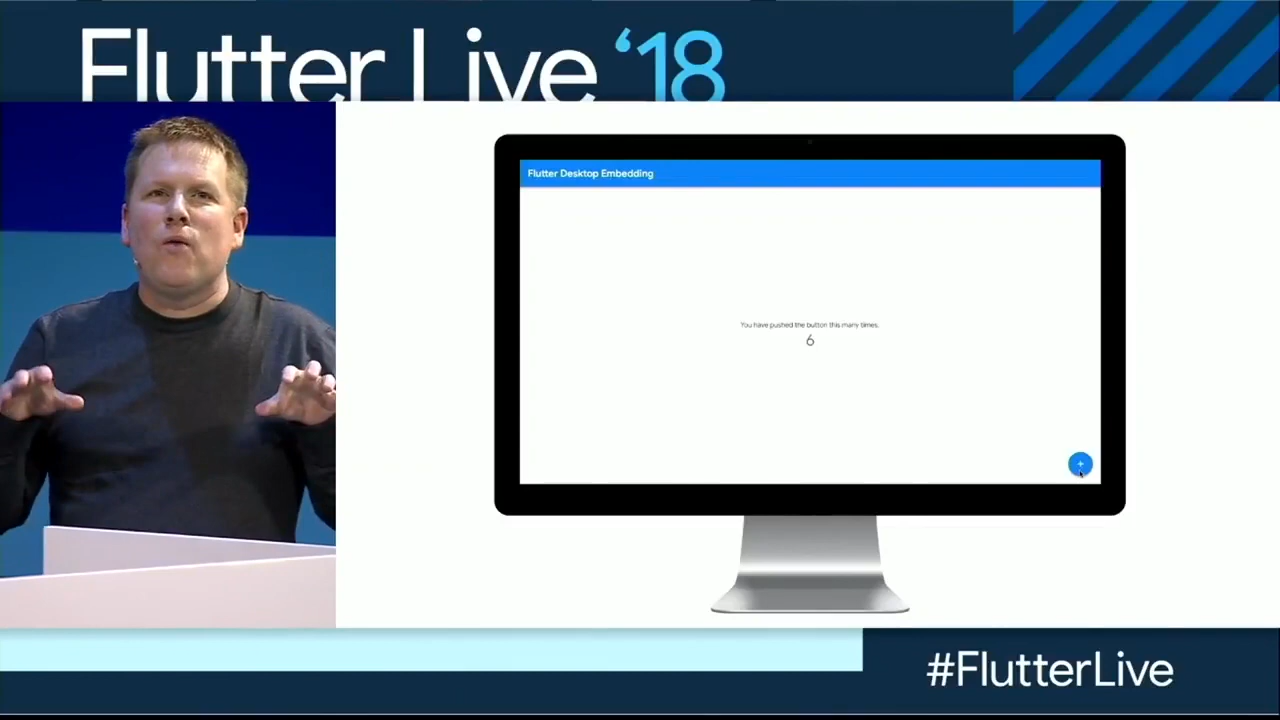 Flutter Live ‘18
Flutter Desktop Embedding
You have pushed the button this many times:
6
+
#FlutterLive